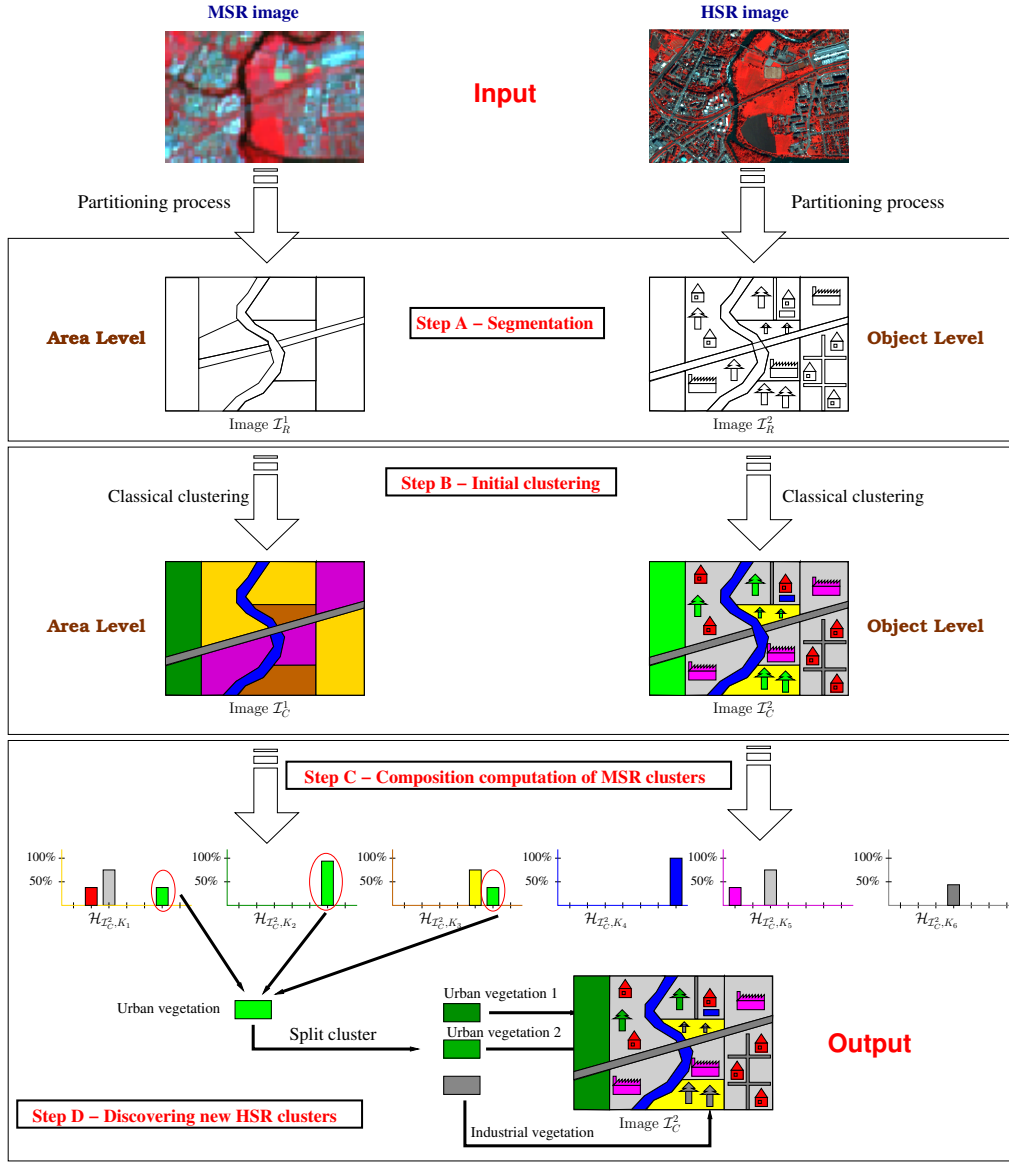 MSR image
HSR image
Input
Partitioning process
Partitioning process
Area Level
Step A – Segmentation
Object Level
Image $\mathcal{I}_R^1$
Image $\mathcal{I}_R^2$
Step B – Initial clustering
Classical clustering
Classical clustering
Area Level
Object Level
Image $\mathcal{I}_C^1$
Image $\mathcal{I}_C^2$
Step C – Composition computation of MSR clusters
100%
50%
100%
50%
100%
50%
100%
50%
100%
50%
100%
50%
$\mathcal{H}_{\mathcal{I}_C^2,K_1}$
$\mathcal{H}_{\mathcal{I}_C^2,K_2}$
$\mathcal{H}_{\mathcal{I}_C^2,K_3}$
$\mathcal{H}_{\mathcal{I}_C^2,K_4}$
$\mathcal{H}_{\mathcal{I}_C^2,K_5}$
$\mathcal{H}_{\mathcal{I}_C^2,K_6}$
Urban vegetation
Urban vegetation 1
Split cluster
Urban vegetation 2
Output
Step D – Discovering new HSR clusters
Industrial vegetation
Image $\mathcal{I}_C^2$